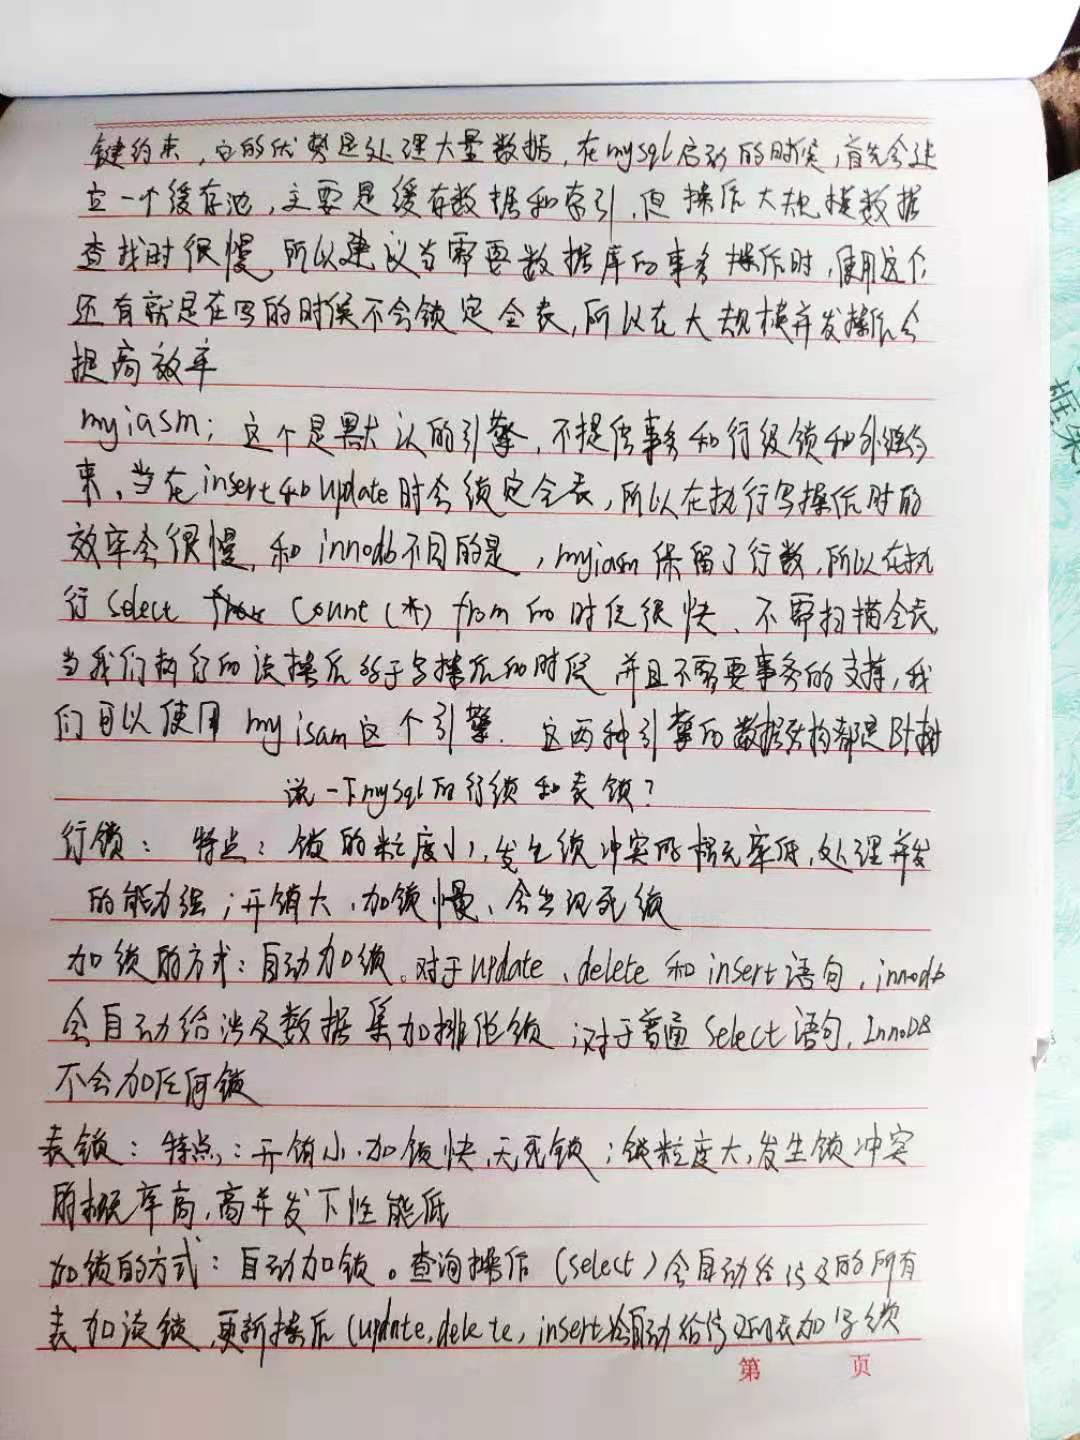 键约束，它的优势是处理大量数据，在mysql启动的时候，首先会建
立一个缓存池，主要是缓存数据和索引，但操作大规模数据
查找时很慢，所以建议当需要数据库的事务操作时，使用这个
还有就是在写的时候不会锁定全表，所以在大规模并发操作会
提高效率
myiasm；这个是默认的引擎，不提供事务和行级锁和外键约
束，当在insert和update时会锁定全表，所以在执行写操作时的
效率会很慢，和innodb不同的是，myiasm保留了行数，所以在执
行select count(*) from 的时候很快、不需扫描全表，
当我们执行的读操作多于写操作的时候 并且不需要事务的支持，我
们可以使用 myisam这个引擎．这两种引擎的数据结构都是B+树
说一下mysql的行锁和表锁？
行锁： 特点：锁的粒度小，发生锁冲突的概率低，处理并发
的能力强；开销大、加锁慢、会出现死锁
加锁的方式：自动加锁。对于update、delete和insert语句，innodb
会自动给涉及数据集加排他锁；对于普通Select语句，InnoDB
不会加任何锁
表锁：特点：开销小、加锁快，无死锁；锁粒度大，发生锁冲突
的概率高，高并发下性能低
加锁的方式：自动加锁。查询操作（select）会自动给涉及的所有
表加读锁，更新操作（update,delete,insert)会自动给涉及的表加写锁
第 页
框架